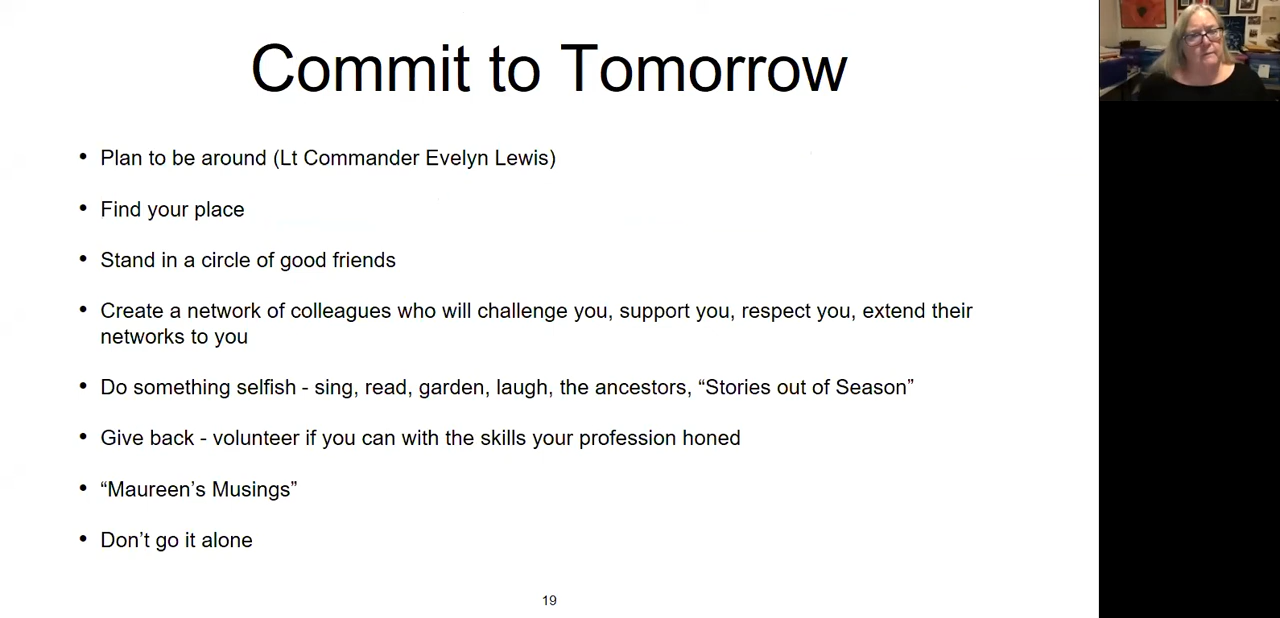 Commit to Tomorrow
• Plan to be around (Lt Commander Evelyn Lewis)
• Find your place
• Stand in a circle of good friends
• Create a network of colleagues who will challenge you, support you, respect you, extend their
networks to you
• Do something selfish - sing, read, garden, laugh, the ancestors, “Stories out of Season”
• Give back - volunteer if you can with the skills your profession honed
• “Maureen’s Musings”
• Don’t go it alone
19